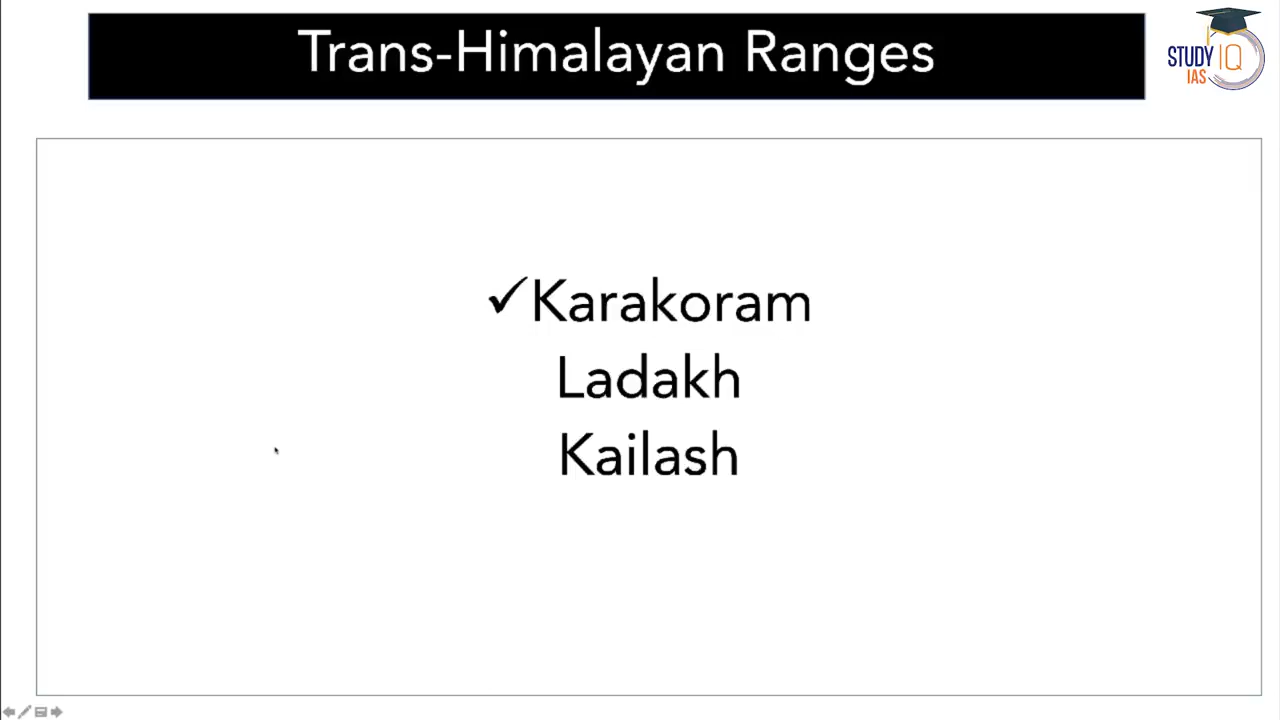 Trans-Himalayan Ranges
STUDY IQ
IAS
✓Karakoram
Ladakh
Kailash